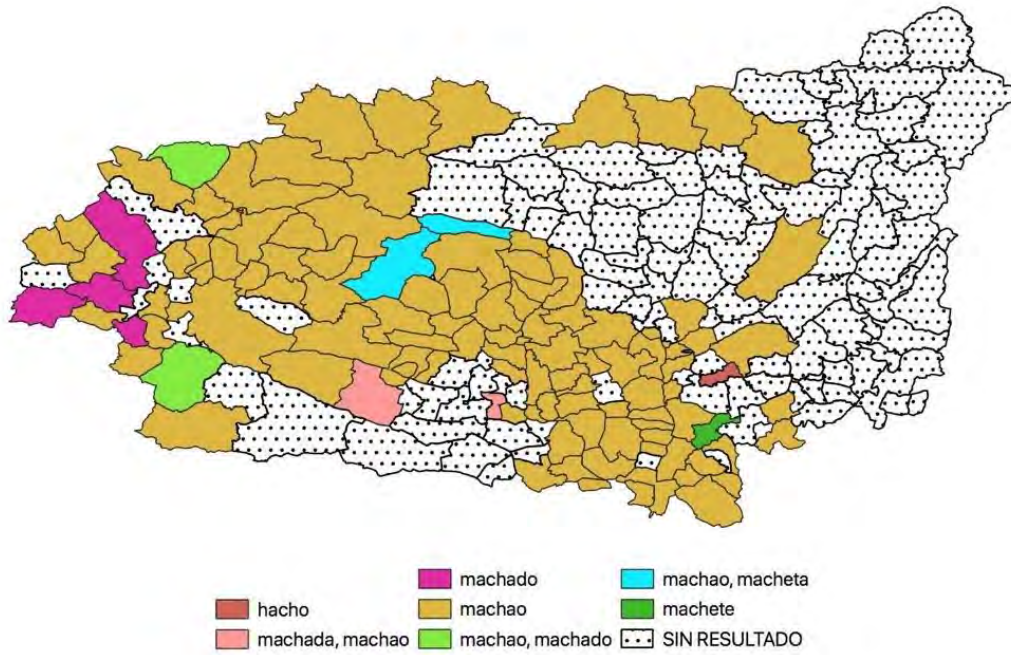 machado
machao, macheta
hacho
machao
machete
machada, machao
machao, machado
SIN RESULTADO